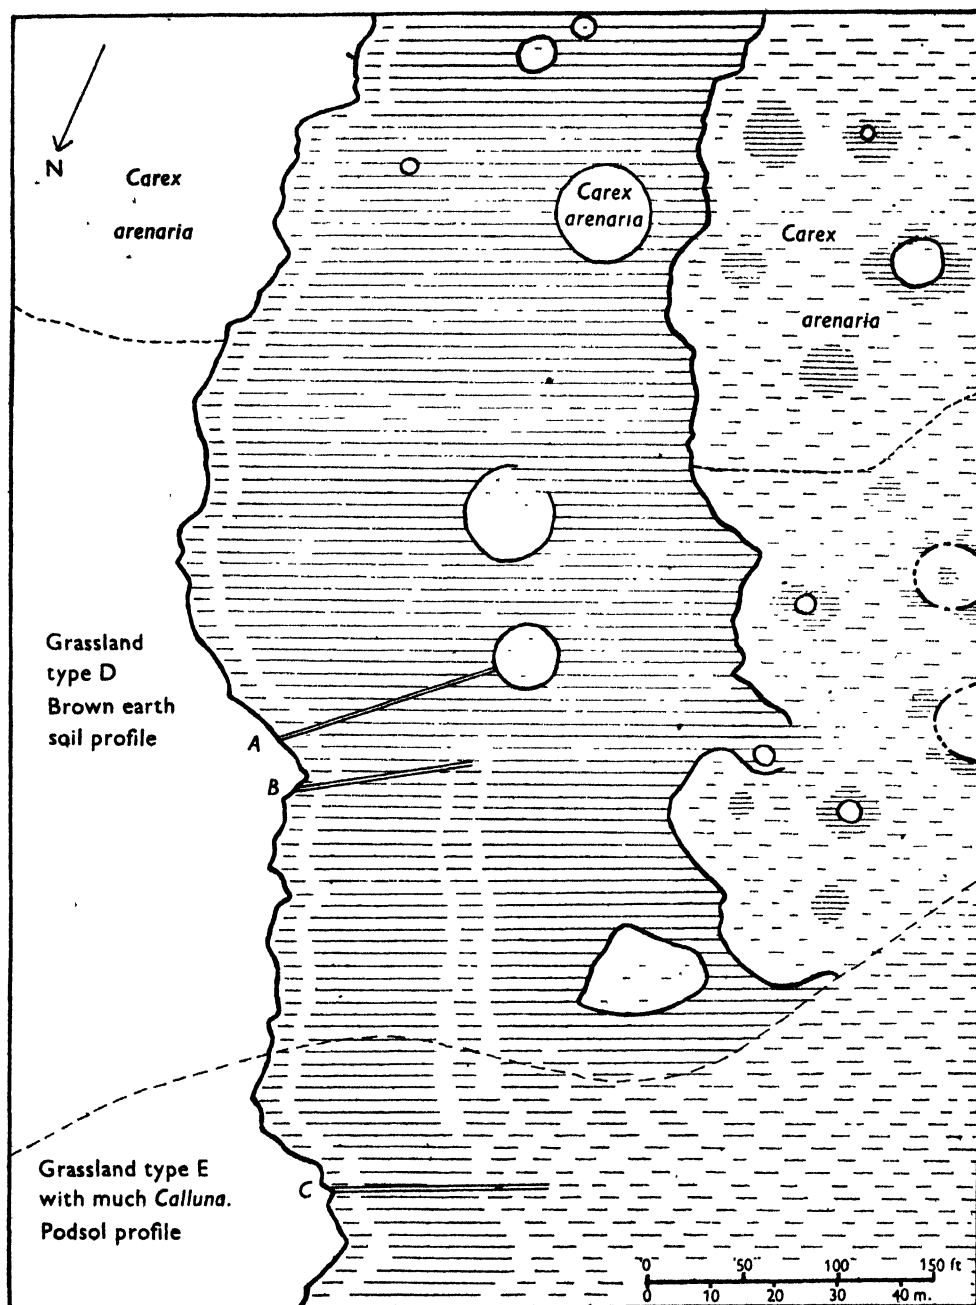 N
Carex
arenaria
Carex
arenaria
Carex
arenaria
Grassland
type D
Brown earth
soil profile
A
B
Grassland type E
with much Calluna.
Podsol profile
C
0 50 100 150 ft
0 10 20 30 40 m.